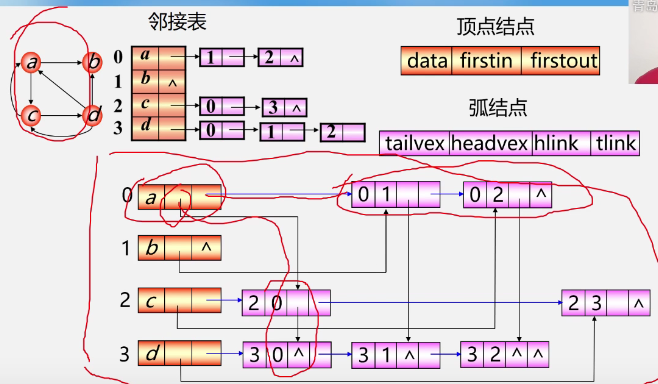 邻接表
顶点结点
a b
c d
0 a 1 2 ^
1 b ^
2 c 0 3 ^
3 d 0 1 2
data firstin firstout
弧结点
tailvex headvex hlink tlink
0 a 0 1 0 2 ^
1 b ^
2 c 2 0 2 3 ^
3 d 3 0 ^ 3 1 ^ 3 2 ^ ^
青岛